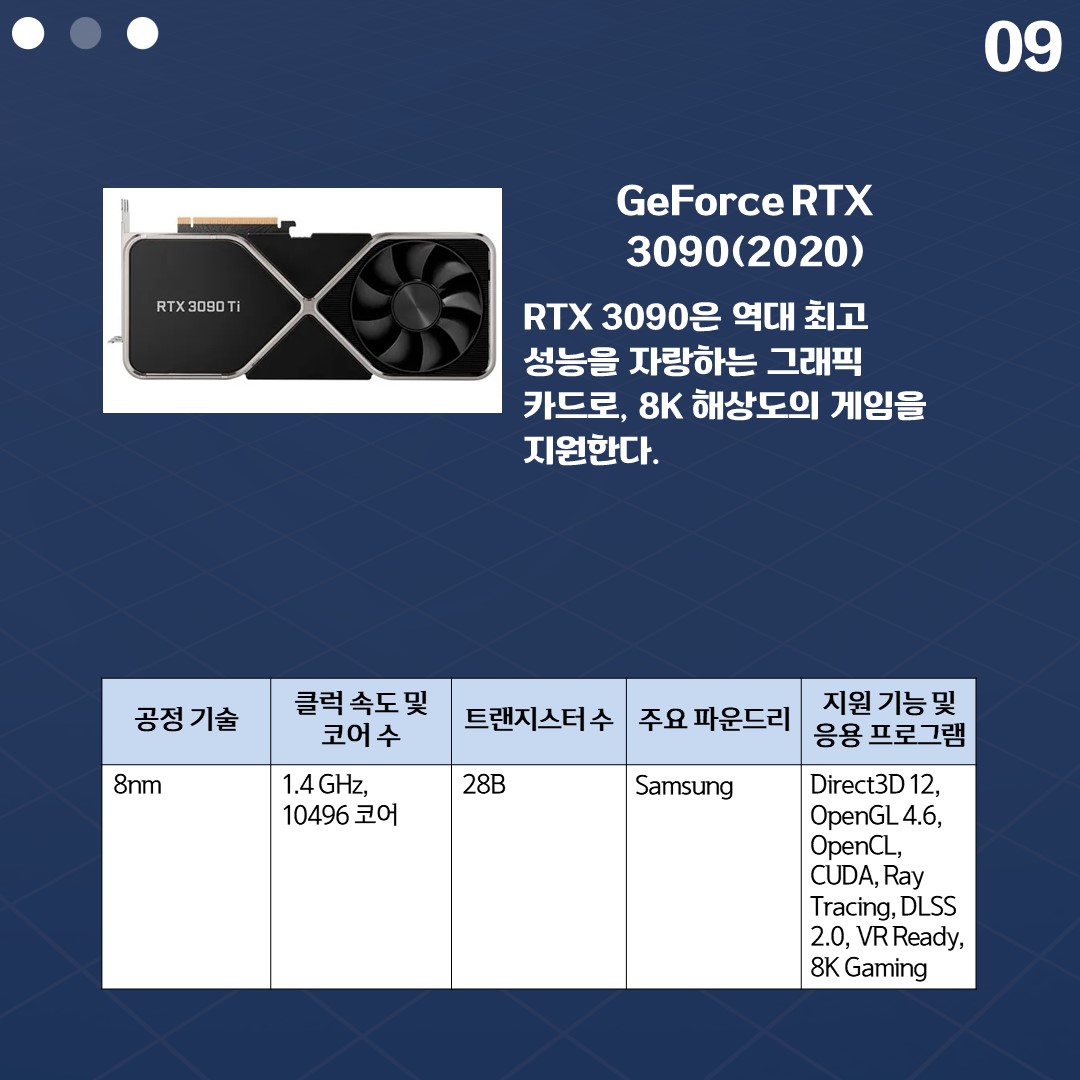 09
RTX 3090 Ti
GeForce RTX
3090(2020)
RTX 3090은 역대 최고
성능을 자랑하는 그래픽
카드로, 8K 해상도의 게임을
지원한다.
공정 기술
클럭 속도 및
코어 수
트랜지스터 수
주요 파운드리
지원 기능 및
응용 프로그램
8nm
1.4 GHz,
10496 코어
28B
Samsung
Direct3D 12,
OpenGL 4.6,
OpenCL,
CUDA, Ray
Tracing, DLSS
2.0, VR Ready,
8K Gaming